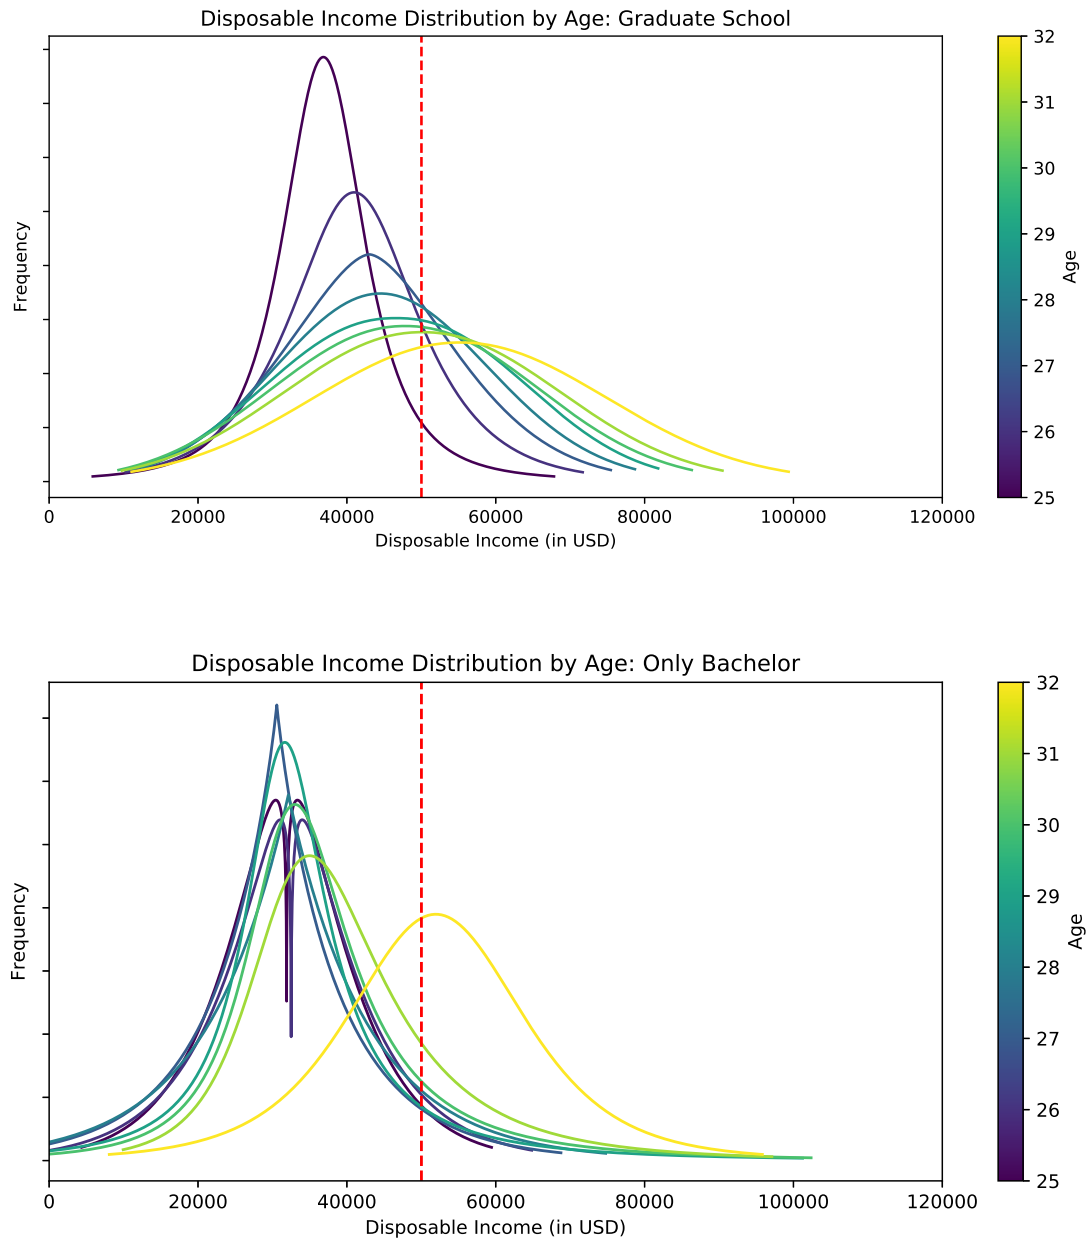 Disposable Income Distribution by Age: Graduate School
Frequency
0 20000 40000 60000 80000 100000 120000
Disposable Income (in USD)
32
31
30
29
28
27
26
25
Age
Disposable Income Distribution by Age: Only Bachelor
Frequency
0 20000 40000 60000 80000 100000 120000
Disposable Income (in USD)
32
31
30
29
28
27
26
25
Age